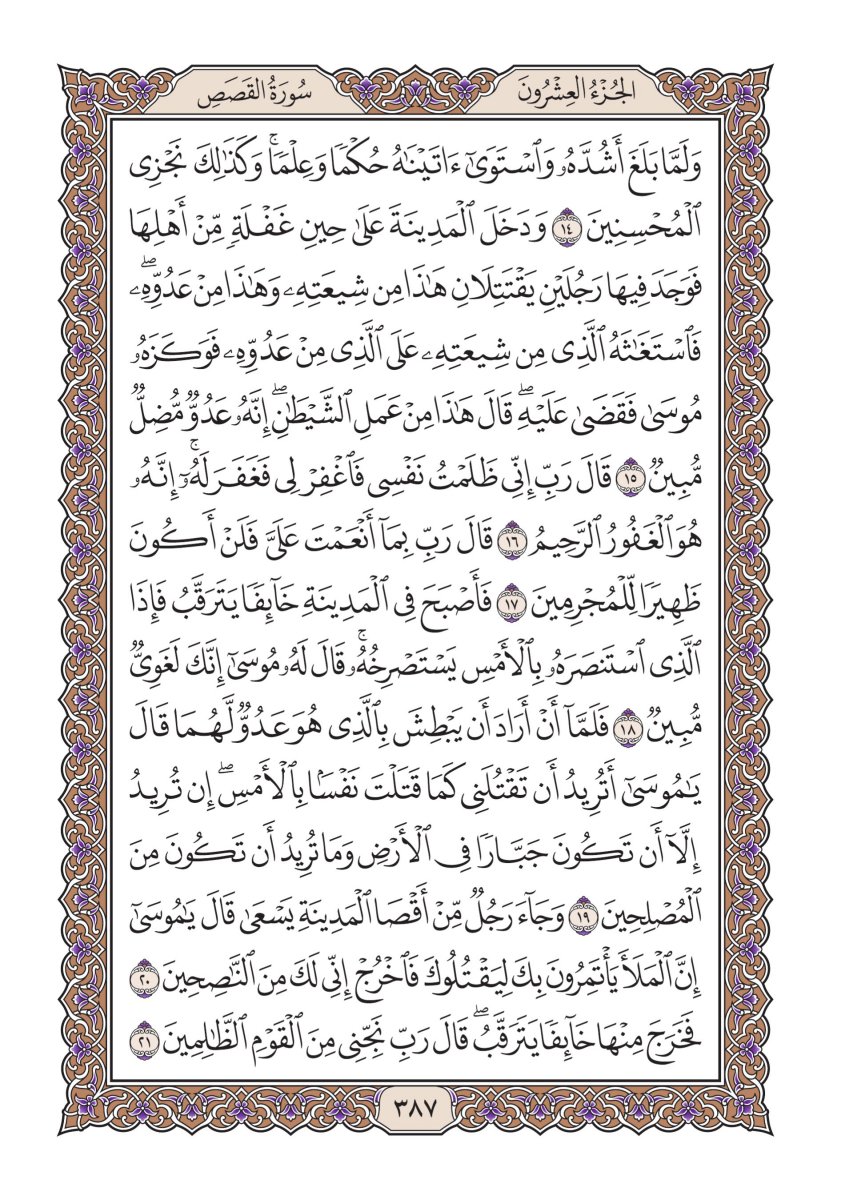 الجُزْءُ العِشْرُونَ
سُورَةُ القَصَصِ
وَلَمَّا بَلَغَ أَشُدَّهُۥ وَٱسْتَوَىٰٓ ءَاتَيْنَٰهُ حُكْمًا وَعِلْمًاۚ وَكَذَٰلِكَ نَجْزِى
ٱلْمُحْسِنِينَ ١٤ وَدَخَلَ ٱلْمَدِينَةَ عَلَىٰ حِينِ غَفْلَةٍ مِّنْ أَهْلِهَا
فَوَجَدَ فِيهَا رَجُلَيْنِ يَقْتَتِلَانِ هَٰذَا مِن شِيعَتِهِۦ وَهَٰذَا مِنْ عَدُوِّهِۦۖ
فَٱسْتَغَٰثَهُ ٱلَّذِى مِن شِيعَتِهِۦ عَلَى ٱلَّذِى مِنْ عَدُوِّهِۦ فَوَكَزَهُۥ
مُوسَىٰ فَقَضَىٰ عَلَيْهِۖ قَالَ هَٰذَا مِنْ عَمَلِ ٱلشَّيْطَٰنِۖ إِنَّهُۥ عَدُوٌّ مُّضِلٌّ
مُّبِينٌ ١٥ قَالَ رَبِّ إِنِّى ظَلَمْتُ نَفْسِى فَٱغْفِرْ لِى فَغَفَرَ لَهُۥٓۚ إِنَّهُۥ
هُوَ ٱلْغَفُورُ ٱلرَّحِيمُ ١٦ قَالَ رَبِّ بِمَآ أَنْعَمْتَ عَلَىَّ فَلَنْ أَكُونَ
ظَهِيرًا لِّلْمُجْرِمِينَ ١٧ فَأَصْبَحَ فِى ٱلْمَدِينَةِ خَآئِفًا يَتَرَقَّبُ فَإِذَا
ٱلَّذِى ٱسْتَنصَرَهُۥ بِٱلْأَمْسِ يَسْتَصْرِخُهُۥۚ قَالَ لَهُۥ مُوسَىٰٓ إِنَّكَ لَغَوِىٌّ
مُّبِينٌ ١٨ فَلَمَّآ أَنْ أَرَادَ أَن يَبْطِشَ بِٱلَّذِى هُوَ عَدُوٌّ لَّهُمَا قَالَ
يَٰمُوسَىٰٓ أَتُرِيدُ أَن تَقْتُلَنِى كَمَا قَتَلْتَ نَفْسًۢا بِٱلْأَمْسِۖ إِن تُرِيدُ
إِلَّآ أَن تَكُونَ جَبَّارًا فِى ٱلْأَرْضِ وَمَا تُرِيدُ أَن تَكُونَ مِنَ
ٱلْمُصْلِحِينَ ١٩ وَجَآءَ رَجُلٌ مِّنْ أَقْصَا ٱلْمَدِينَةِ يَسْعَىٰ قَالَ يَٰمُوسَىٰٓ
إِنَّ ٱلْمَلَأَ يَأْتَمِرُونَ بِكَ لِيَقْتُلُوكَ فَٱخْرُجْ إِنِّى لَكَ مِنَ ٱلنَّٰصِحِينَ ٢٠
فَخَرَجَ مِنْهَا خَآئِفًا يَتَرَقَّبُۖ قَالَ رَبِّ نَجِّنِى مِنَ ٱلْقَوْمِ ٱلظَّٰلِمِينَ ٢١
٣٨٧